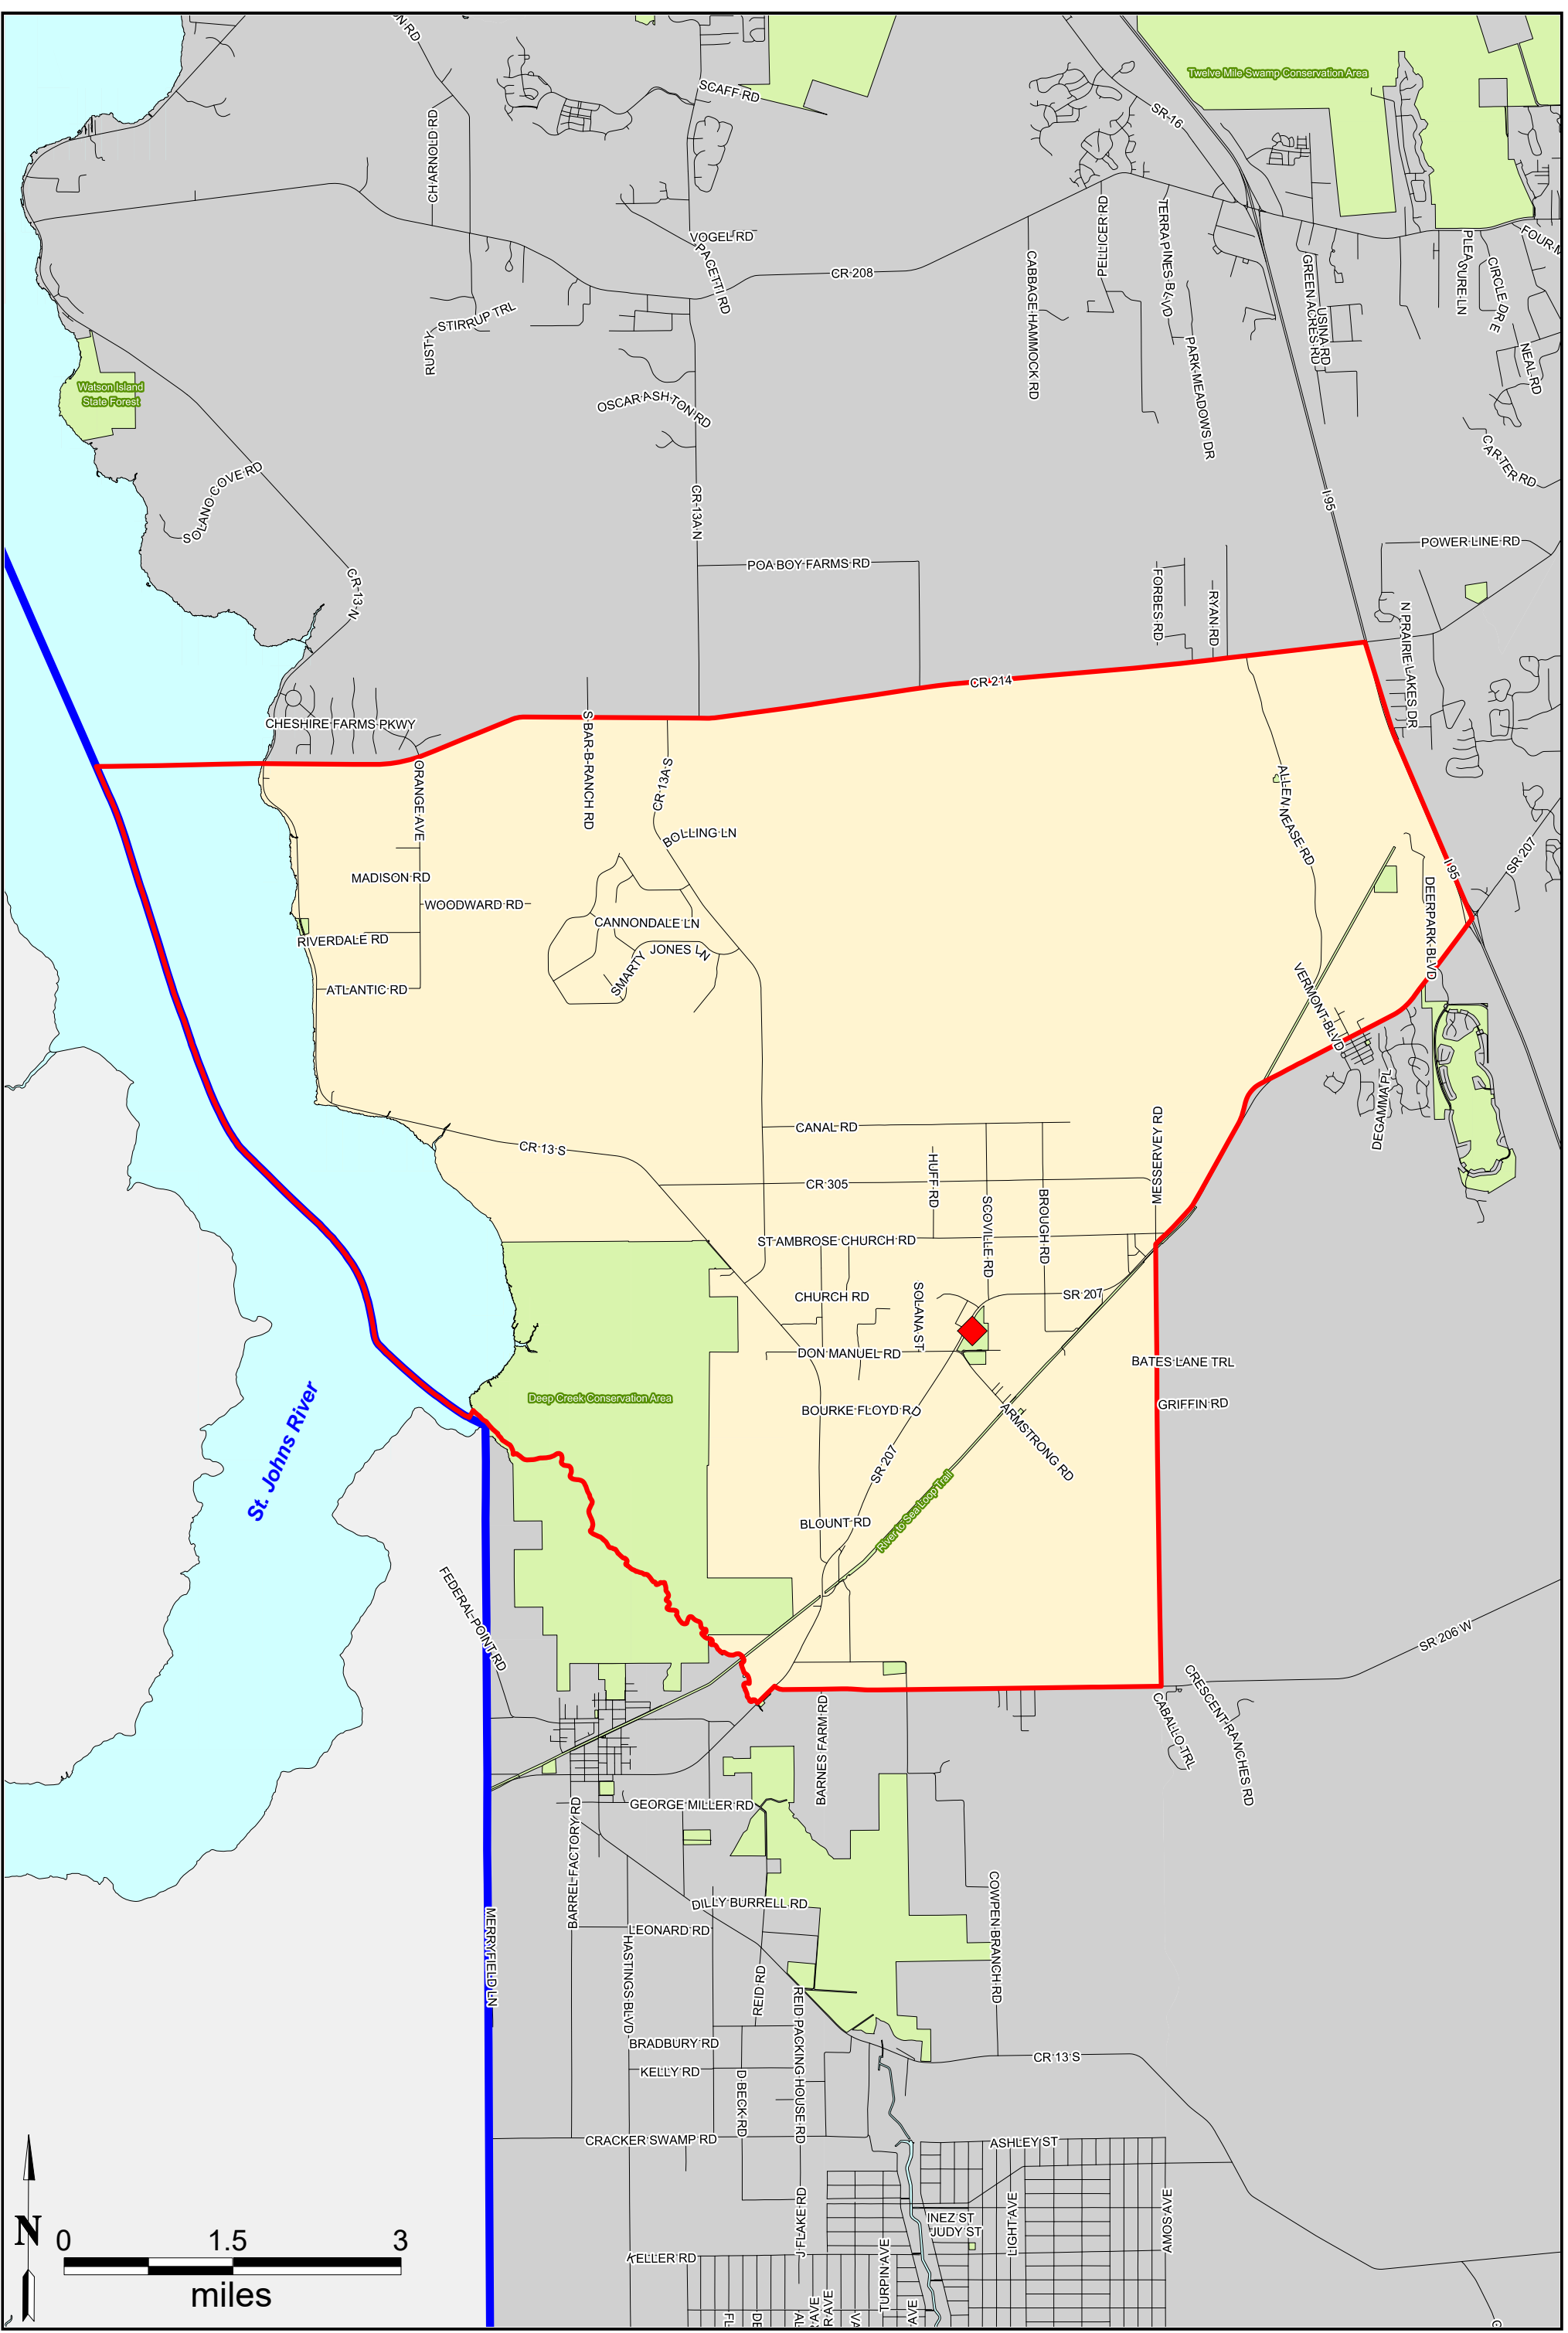 SCAFF RD
Twelve Mile Swamp Conservation Area
SR 16
CHARNOLD RD
VOGEL RD
PACETTI RD
CR 208
PELLICER RD
TERRA PINES BLVD
CABBAGE HAMMOCK RD
GREEN ACRES RD
USINA RD
PLEASURE LN
CIRCLE DR E
RUSTY STIRRUP TRL
PARK MEADOWS DR
NEAL RD
Watson Island
State Forest
OSCAR ASHTON RD
CARTER RD
SOLANO COVE RD
CR 13A N
I 95
POWER LINE RD
POA BOY FARMS RD
CR 13 N
FORBES RD
RYAN RD
N PRAIRIE LAKES DR
CR 214
CHESHIRE FARMS PKWY
S BAR-B-RANCH RD
ORANGE AVE
CR 13A S
BOLLING LN
ALLEN NEASE RD
SR 207
I 95
MADISON RD
WOODWARD RD
DEERPARK BLVD
CANNONDALE LN
RIVERDALE RD
SMARTY JONES LN
ATLANTIC RD
VERMONT BLVD
DEGAMMA PL
CANAL RD
MESSERVEY RD
CR 13 S
HUFF RD
CR 305
SCOVILLE RD
BROUGH RD
ST AMBROSE CHURCH RD
CHURCH RD
SOLANA ST
SR 207
DON MANUEL RD
BATES LANE TRL
Deep Creek Conservation Area
BOURKE FLOYD RD
GRIFFIN RD
ARMSTRONG RD
St. Johns River
SR 207
River to Sea Loop Trail
BLOUNT RD
FEDERAL POINT RD
SR 206 W
CRESCENT RANCHES RD
CABALLO TRL
BARNES FARM RD
GEORGE MILLER RD
BARREL FACTORY RD
DILLY BURRELL RD
COWPEN BRANCH RD
MERRYFIELD LN
LEONARD RD
HASTINGS BLVD
REID RD
REID PACKING HOUSE RD
BRADBURY RD
CR 13 S
KELLY RD
D BECK RD
CRACKER SWAMP RD
ASHLEY ST
J FLAKE RD
LIGHT AVE
AMOS AVE
INEZ ST
JUDY ST
TURPIN AVE
KELLER RD
AVE
R AVE
AVE
N
0 1.5 3
miles